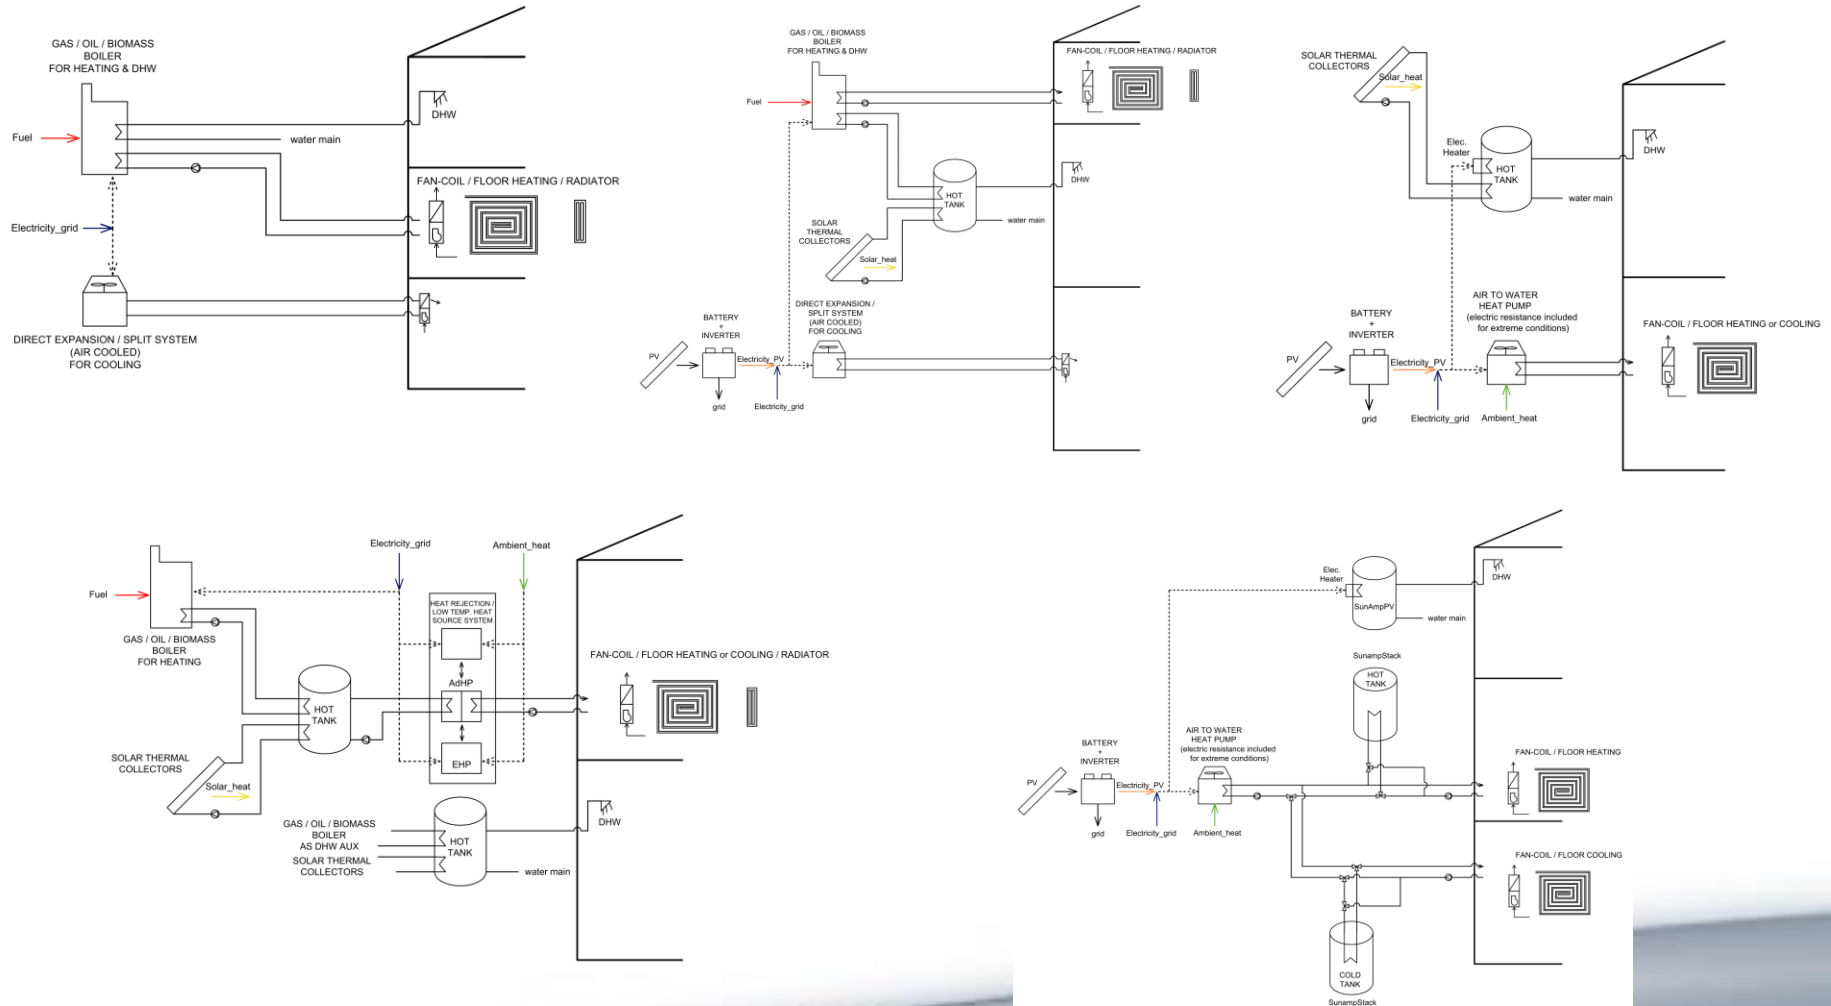 GAS / OIL / BIOMASS
BOILER
FOR HEATING & DHW
Fuel
DHW
water main
FAN-COIL / FLOOR HEATING / RADIATOR
Electricity_grid
DIRECT EXPANSION / SPLIT SYSTEM
(AIR COOLED)
FOR COOLING
GAS / OIL / BIOMASS
BOILER
FOR HEATING & DHW
FAN-COIL / FLOOR HEATING / RADIATOR
Fuel
DHW
HOT
TANK
water main
SOLAR
THERMAL
COLLECTORS
Solar_heat
DIRECT EXPANSION /
SPLIT SYSTEM
(AIR COOLED)
FOR COOLING
BATTERY
+
INVERTER
PV
Electricity_PV
grid
Electricity_grid
SOLAR THERMAL
COLLECTORS
Solar_heat
Elec.
Heater
HOT
TANK
DHW
water main
AIR TO WATER
HEAT PUMP
(electric resistance included
for extreme conditions)
BATTERY
+
INVERTER
FAN-COIL / FLOOR HEATING or COOLING
PV
Electricity_PV
grid
Electricity_grid
Ambient_heat
Electricity_grid
Ambient_heat
Fuel
GAS / OIL / BIOMASS
BOILER
FOR HEATING
HEAT REJECTION /
LOW TEMP. HEAT
SOURCE SYSTEM
AdHP
EHP
HOT
TANK
FAN-COIL / FLOOR HEATING or COOLING / RADIATOR
SOLAR THERMAL
COLLECTORS
Solar_heat
GAS / OIL / BIOMASS
BOILER
AS DHW AUX
SOLAR THERMAL
COLLECTORS
HOT
TANK
DHW
water main
Elec.
Heater
SunAmpPV
DHW
water main
SunampStack
HOT
TANK
AIR TO WATER
HEAT PUMP
(electric resistance included
for extreme conditions)
BATTERY
+
INVERTER
PV
Electricity_PV
grid
Electricity_grid
Ambient_heat
FAN-COIL / FLOOR HEATING
FAN-COIL / FLOOR COOLING
COLD
TANK
SunampStack